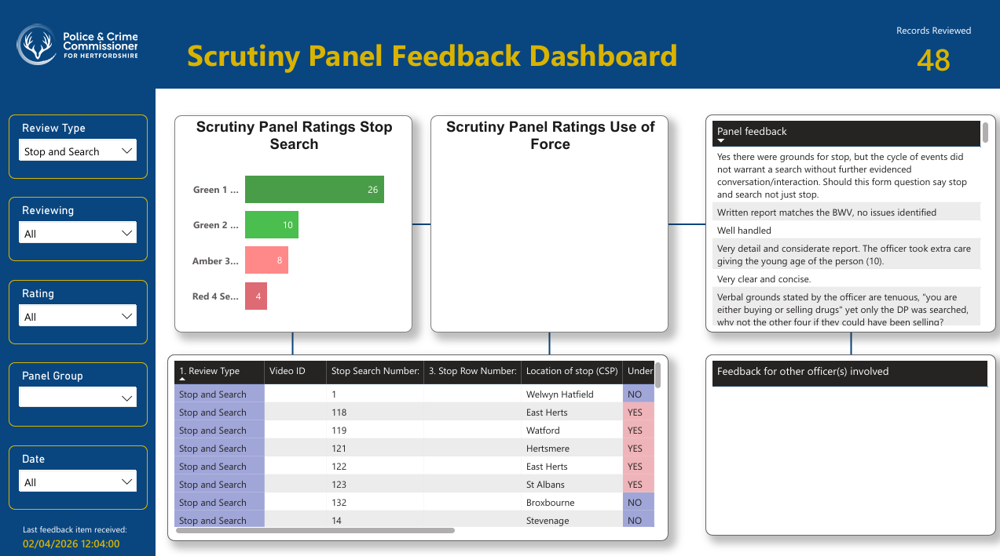 Police & Crime
Commissioner
FOR HERTFORDSHIRE
Scrutiny Panel Feedback Dashboard
Records Reviewed
48
Review Type
Stop and Search
Reviewing
All
Rating
All
Panel Group
Date
All
Last feedback item received:
02/04/2026 12:04:00
Scrutiny Panel Ratings Stop
Search
Green 1 ... 26
Green 2 ... 10
Amber 3... 8
Red 4 Se... 4
Scrutiny Panel Ratings Use of
Force
Panel feedback
Yes there were grounds for stop, but the cycle of events did
not warrant a search without further evidenced
conversation/interaction. Should this form question say stop
and search not just stop.
Written report matches the BWV, no issues identified
Well handled
Very detail and considerate report. The officer took extra care
giving the young age of the person (10).
Very clear and concise.
Verbal grounds stated by the officer are tenuous, "you are
either buying or selling drugs" yet only the DP was searched,
why not the other four if they could have been selling?
1. Review Type Video ID Stop Search Number: 3. Stop Row Number: Location of stop (CSP) Under
Stop and Search 1 Welwyn Hatfield NO
Stop and Search 118 East Herts YES
Stop and Search 119 Watford YES
Stop and Search 121 Hertsmere YES
Stop and Search 122 East Herts YES
Stop and Search 123 St Albans YES
Stop and Search 132 Broxbourne NO
Stop and Search 14 Stevenage NO
Feedback for other officer(s) involved